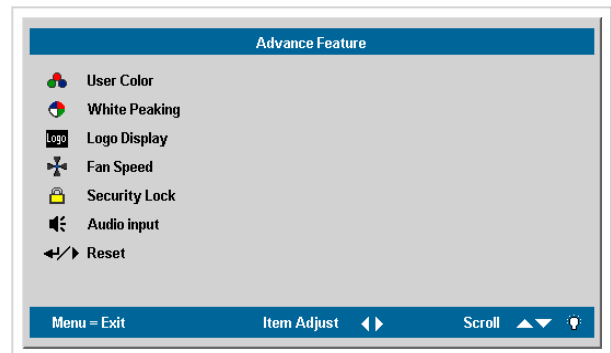 Advance Feature
User Color
White Peaking
Logo Logo Display
Fan Speed
Security Lock
Audio input
Reset
Menu = Exit Item Adjust Scroll